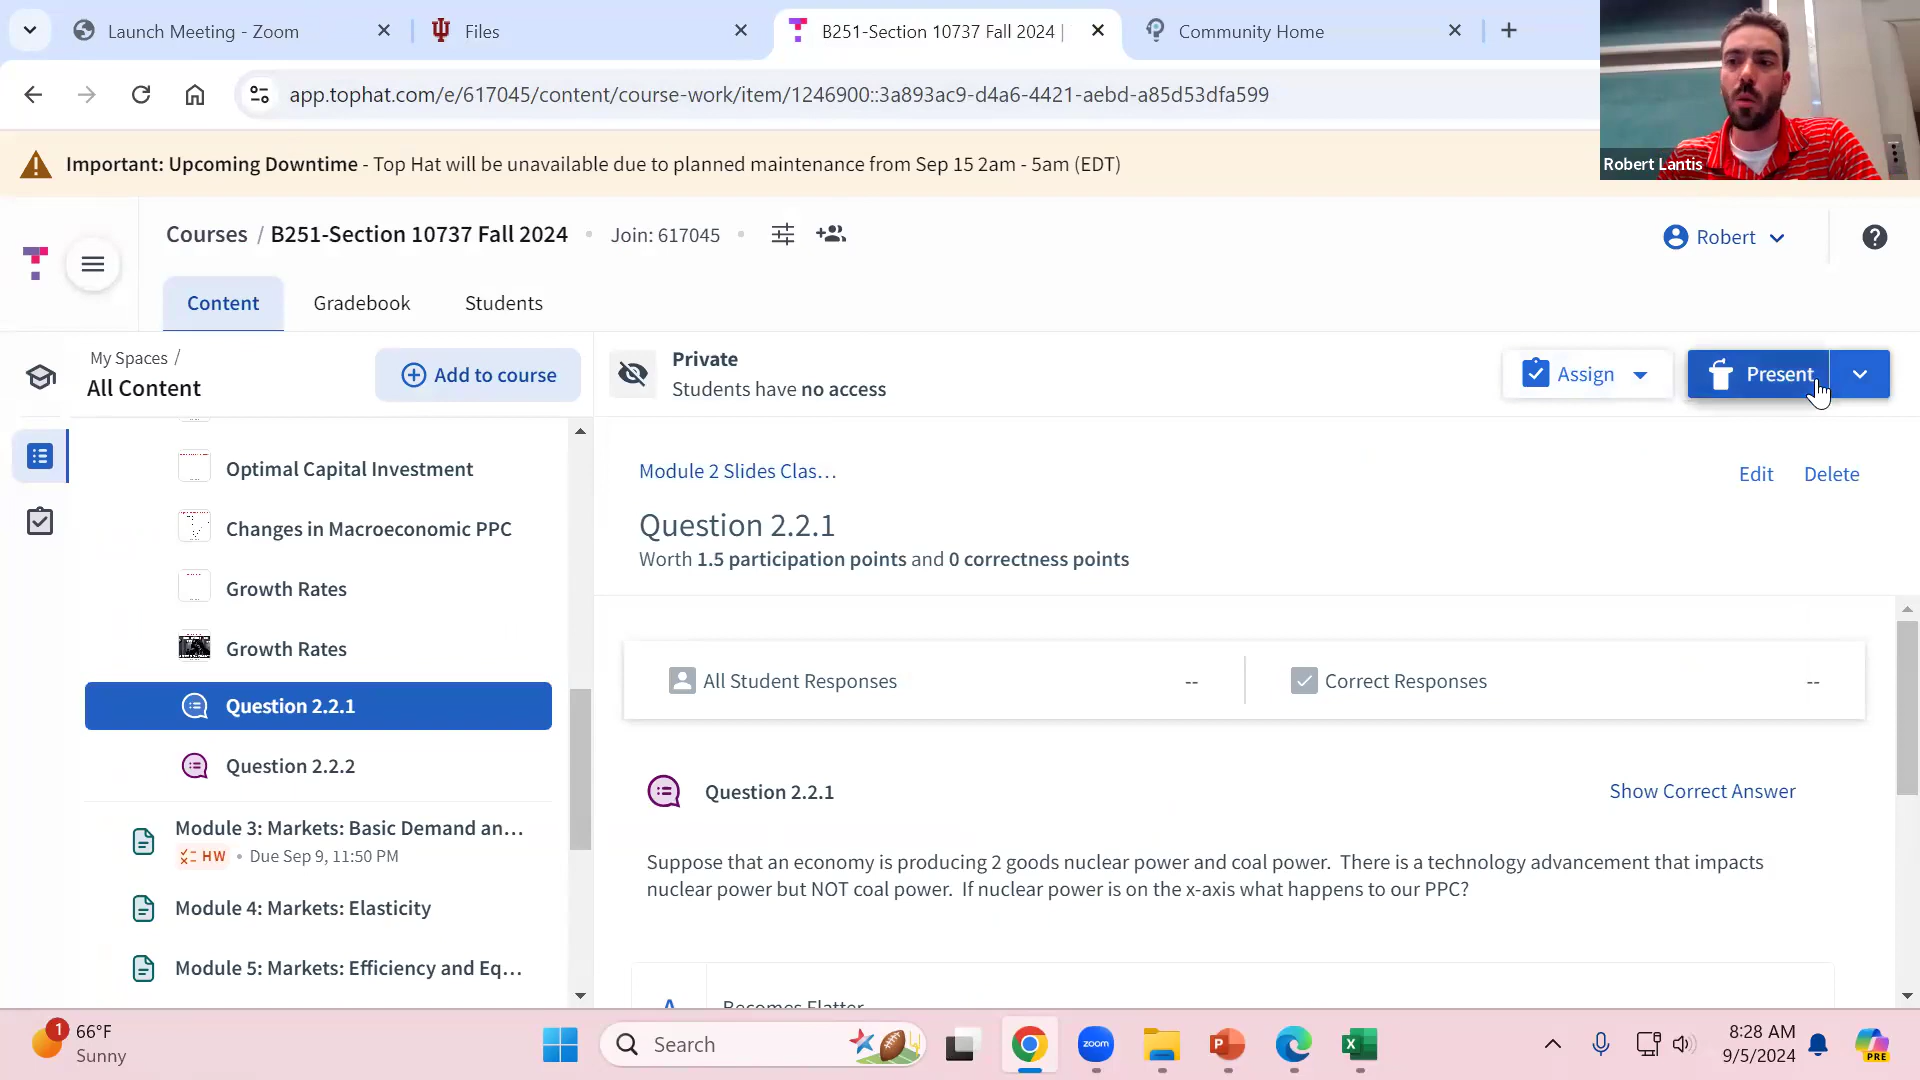 Launch Meeting - Zoom
Files
B251-Section 10737 Fall 2024 |
Community Home
app.tophat.com/e/617045/content/course-work/item/1246900::3a893ac9-d4a6-4421-aebd-a85d53dfa599
Robert Lantis
Important: Upcoming Downtime - Top Hat will be unavailable due to planned maintenance from Sep 15 2am - 5am (EDT)
Courses / B251-Section 10737 Fall 2024 • Join: 617045 •
Robert
Content
Gradebook
Students
My Spaces /
All Content
Add to course
Private
Students have no access
Assign
Present
Optimal Capital Investment
Changes in Macroeconomic PPC
Growth Rates
Growth Rates
Question 2.2.1
Question 2.2.2
Module 3: Markets: Basic Demand an...
HW • Due Sep 9, 11:50 PM
Module 4: Markets: Elasticity
Module 5: Markets: Efficiency and Eq...
Module 2 Slides Clas...
Edit
Delete
Question 2.2.1
Worth 1.5 participation points and 0 correctness points
All Student Responses --
Correct Responses --
Question 2.2.1
Show Correct Answer
Suppose that an economy is producing 2 goods nuclear power and coal power. There is a technology advancement that impacts
nuclear power but NOT coal power. If nuclear power is on the x-axis what happens to our PPC?
A
Becomes Flatter
1
66°F
Sunny
Search
zoom
8:28 AM
9/5/2024
PRE